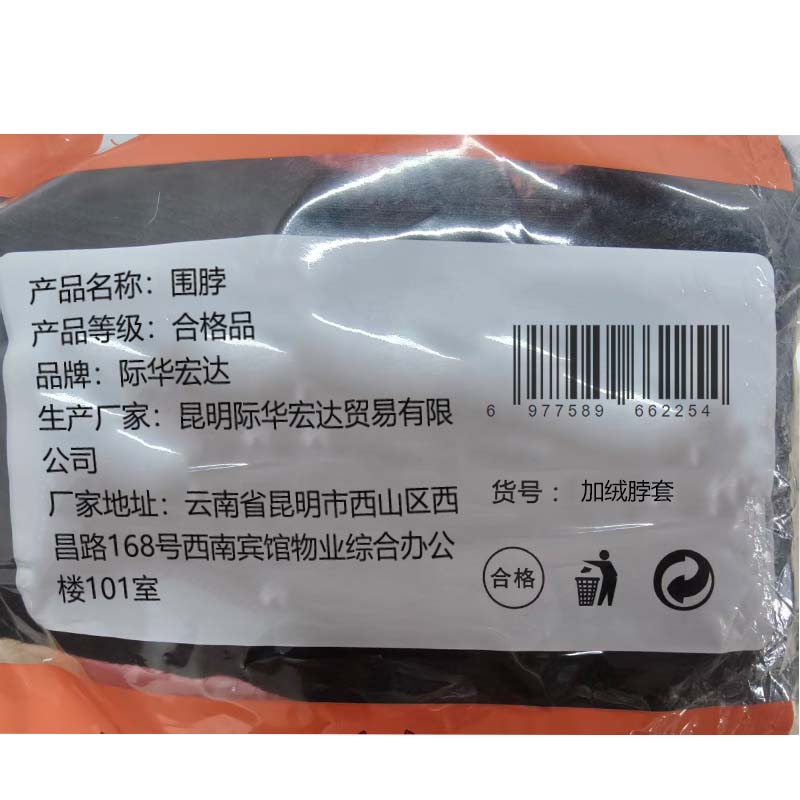 产品名称：围脖
产品等级：合格品
品牌：际华宏达
生产厂家：昆明际华宏达贸易有限
公司
厂家地址：云南省昆明市西山区西
昌路168号西南宾馆物业综合办公
楼101室
6 977589 662254
货号：加绒脖套
合格